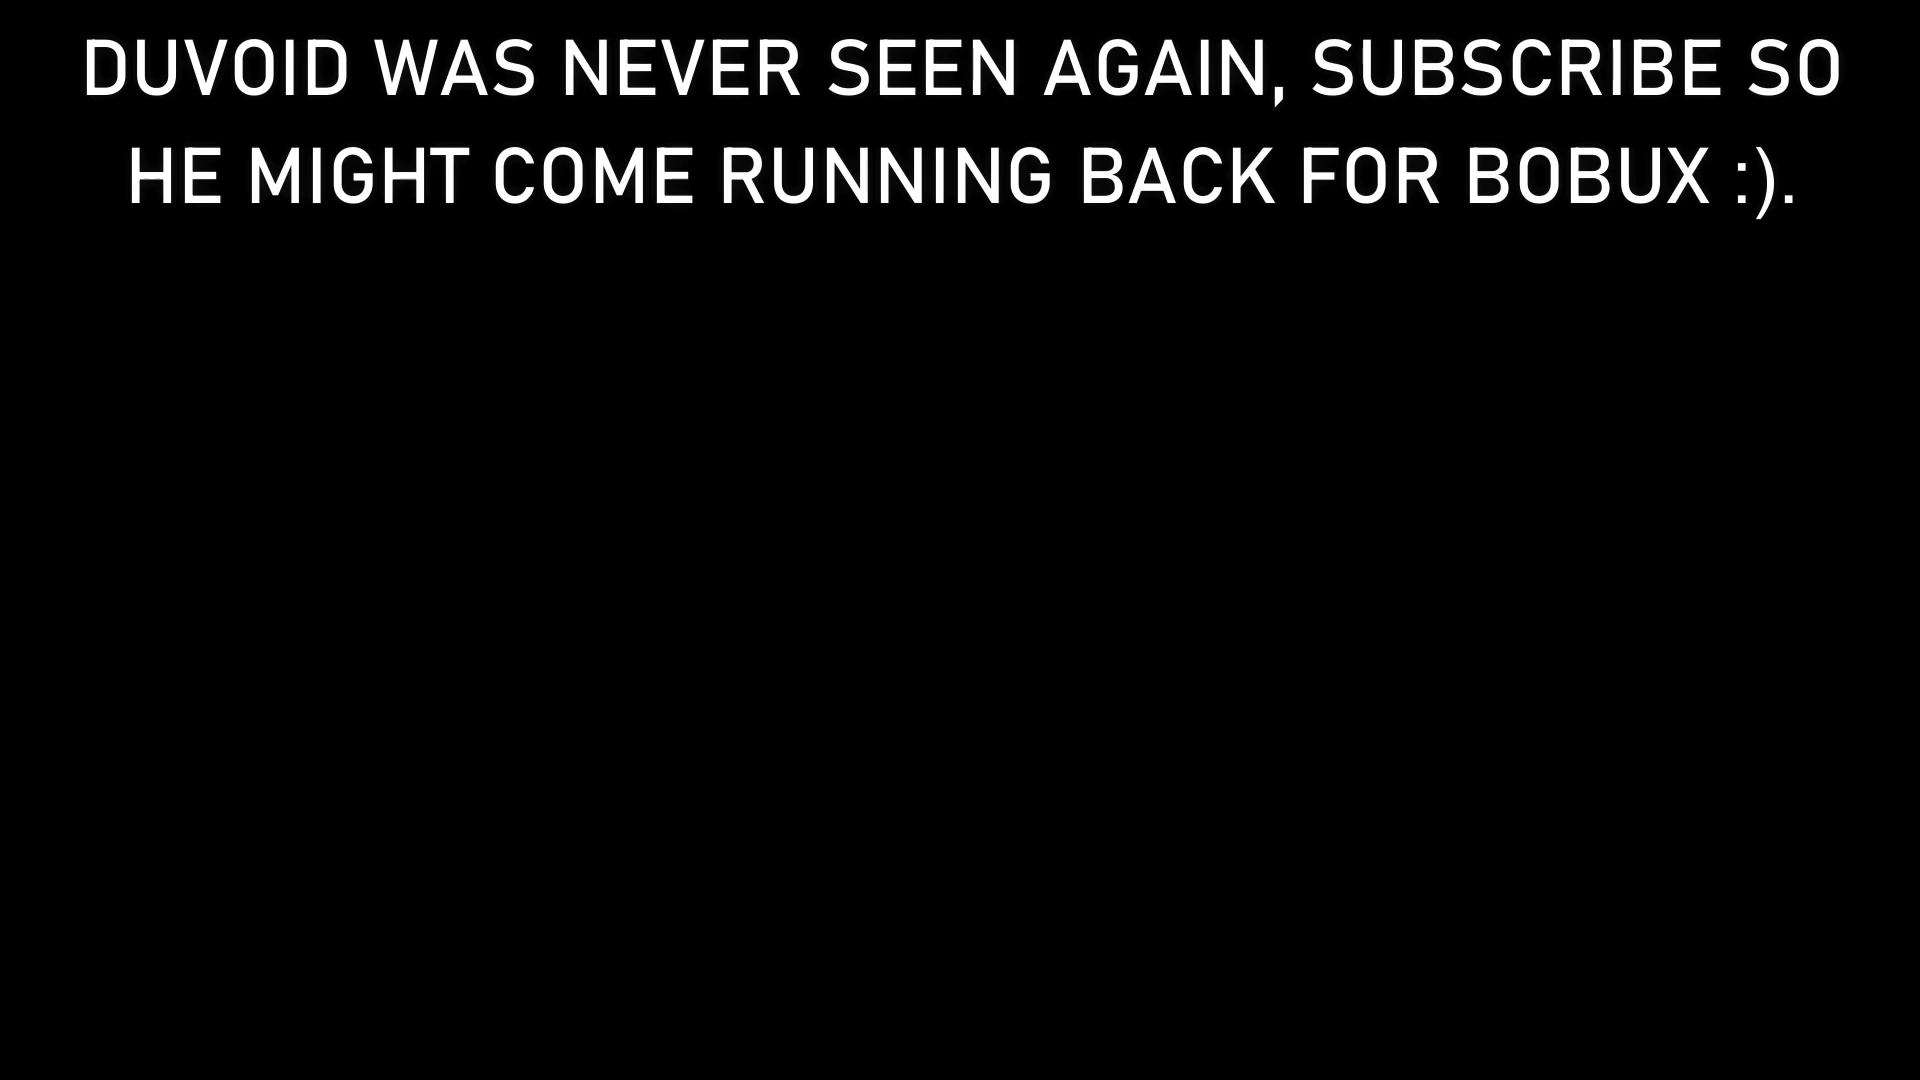 DUVOID WAS NEVER SEEN AGAIN, SUBSCRIBE SO
HE MIGHT COME RUNNING BACK FOR BOBUX :).